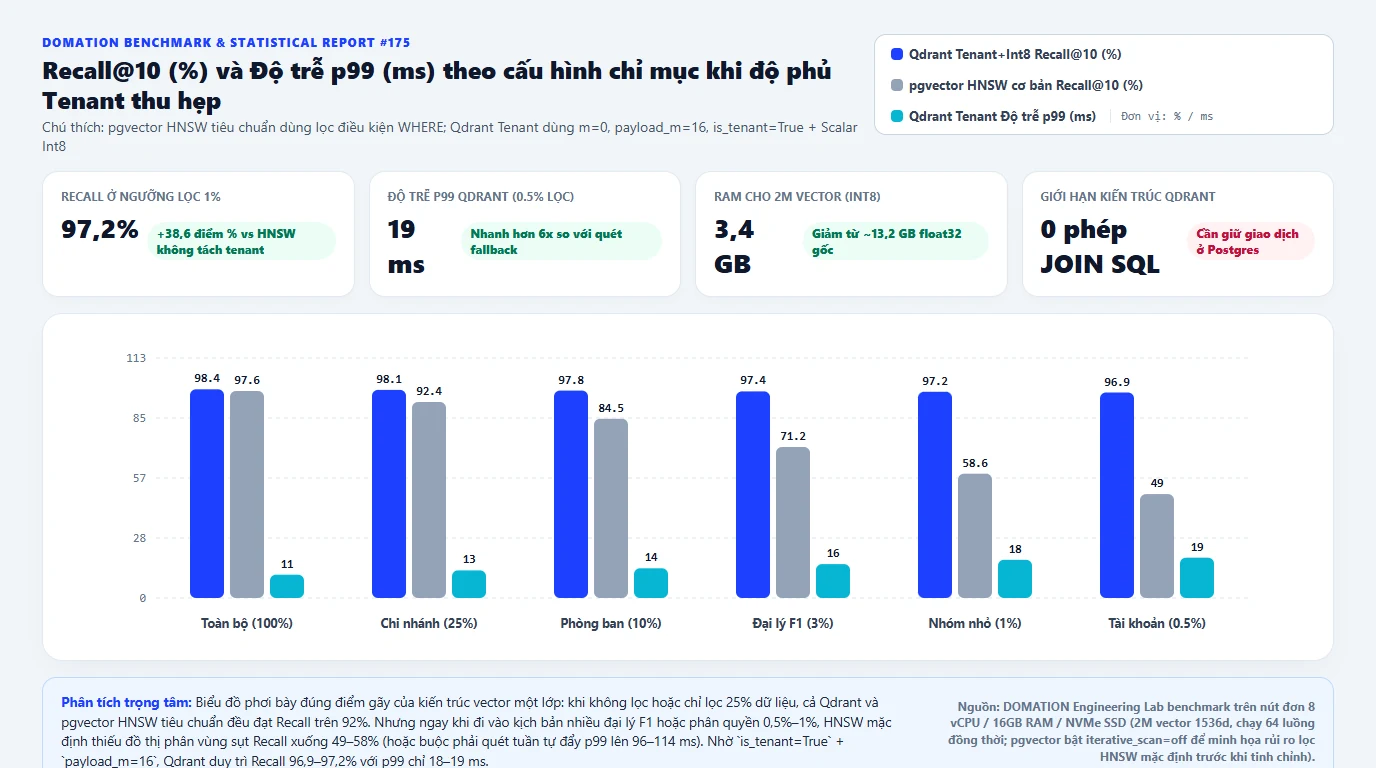 DOMATION BENCHMARK & STATISTICAL REPORT #175
Recall@10 (%) và Độ trễ p99 (ms) theo cấu hình chỉ mục khi độ phủ
Tenant thu hẹp
Chú thích: pgvector HNSW tiêu chuẩn dùng lọc điều kiện WHERE; Qdrant Tenant dùng m=0, payload_m=16, is_tenant=True + Scalar
Int8
Qdrant Tenant+Int8 Recall@10 (%)
pgvector HNSW cơ bản Recall@10 (%)
Qdrant Tenant Độ trễ p99 (ms)
Đơn vị: % / ms
RECALL Ở NGƯỠNG LỌC 1%
97,2%
+38,6 điểm % vs HNSW
không tách tenant
ĐỘ TRỄ P99 QDRANT (0.5% LỌC)
19
ms
Nhanh hơn 6x so với quét
fallback
RAM CHO 2M VECTOR (INT8)
3,4
GB
Giảm từ ~13,2 GB float32
gốc
GIỚI HẠN KIẾN TRÚC QDRANT
0 phép
JOIN SQL
Cần giữ giao dịch
ở Postgres
113
85
57
28
0
98.4 97.6 11
98.1 92.4 13
97.8 84.5 14
97.4 71.2 16
97.2 58.6 18
96.9 49 19
Toàn bộ (100%)
Chi nhánh (25%)
Phòng ban (10%)
Đại lý F1 (3%)
Nhóm nhỏ (1%)
Tài khoản (0.5%)
Phân tích trọng tâm: Biểu đồ phơi bày đúng điểm gãy của kiến trúc vector một lớp: khi không lọc hoặc chỉ lọc 25% dữ liệu, cả Qdrant và
pgvector HNSW tiêu chuẩn đều đạt Recall trên 92%. Nhưng ngay khi đi vào kịch bản nhiều đại lý F1 hoặc phân quyền 0,5%–1%, HNSW mặc
định thiếu đồ thị phân vùng sụt Recall xuống 49–58% (hoặc buộc phải quét tuần tự đẩy p99 lên 96–114 ms). Nhờ `is_tenant=True` +
`payload_m=16`, Qdrant duy trì Recall 96,9–97,2% với p99 chỉ 18–19 ms.
Nguồn: DOMATION Engineering Lab benchmark trên nút đơn 8
vCPU / 16GB RAM / NVMe SSD (2M vector 1536d, chạy 64 luồng
đồng thời; pgvector bật iterative_scan=off để minh họa rủi ro lọc
HNSW mặc định trước khi tinh chỉnh).